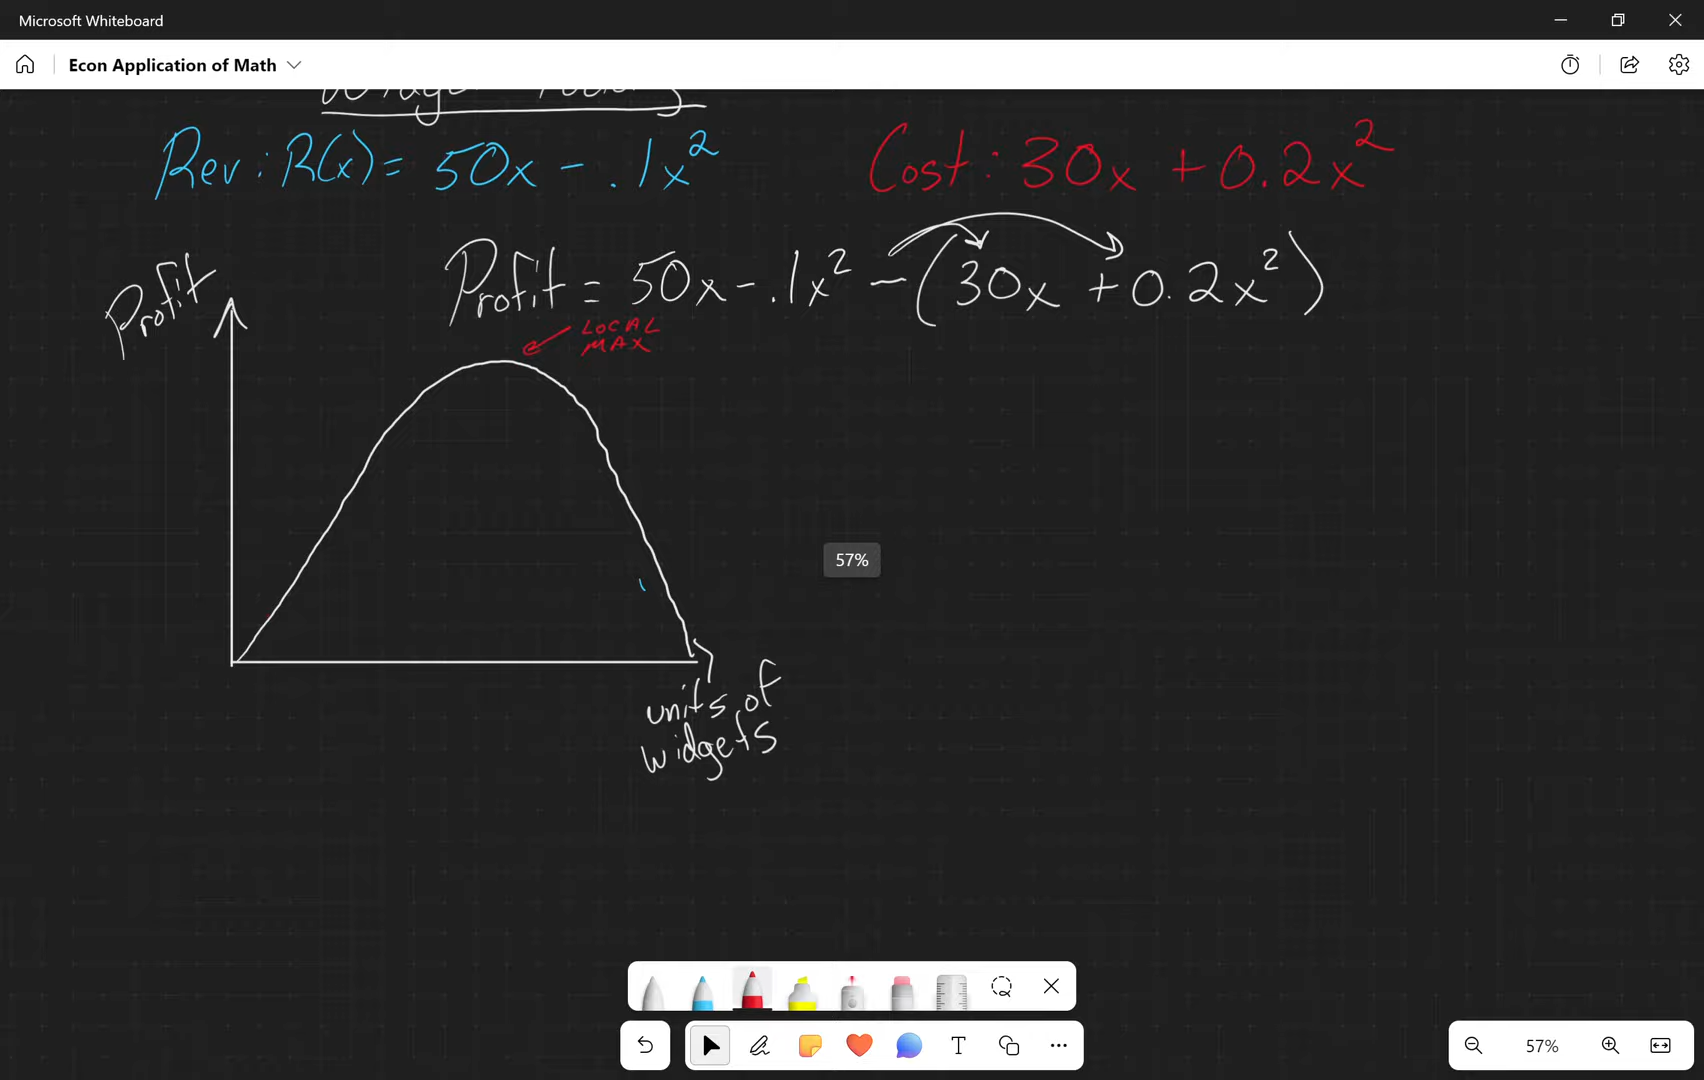 Microsoft Whiteboard
Econ Application of Math
Rev: R(x) = 50x - .1x²
Cost: 30x + 0.2x²
Profit = 50x - .1x² - (30x + 0.2x²)
Profit
LOCAL
MAX
57%
units of
widgets
57%